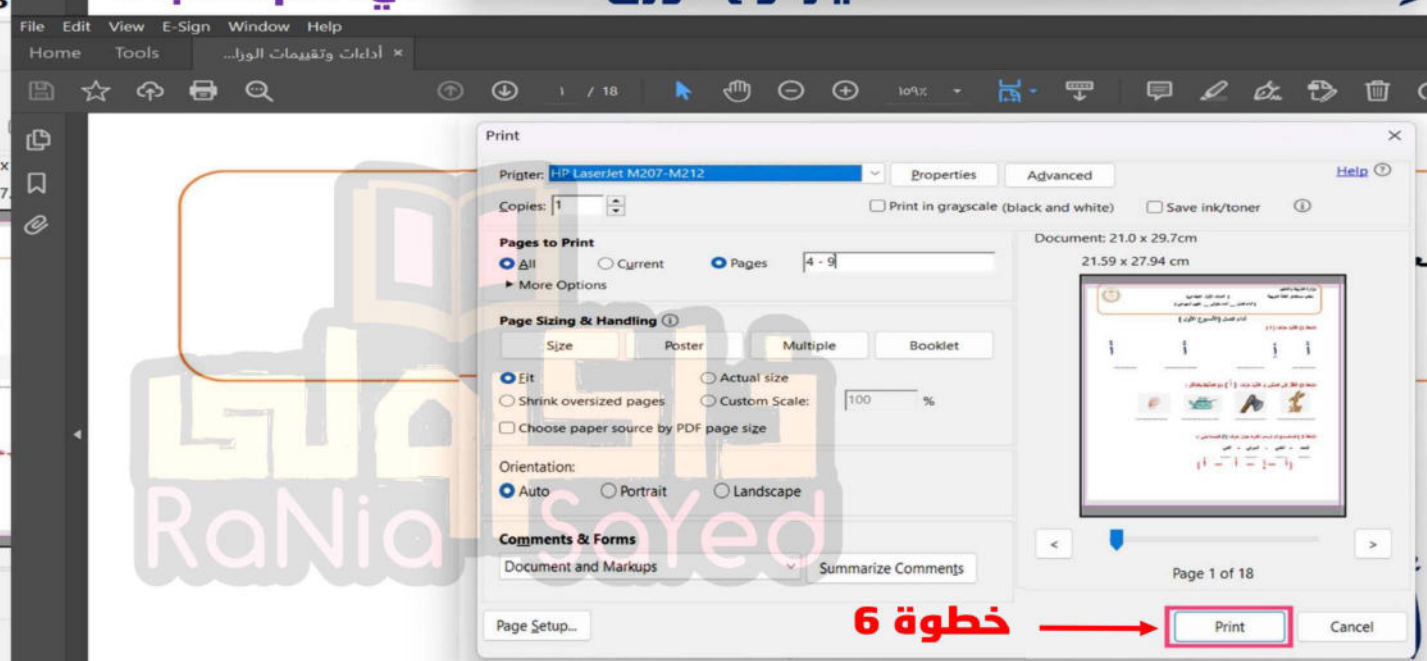 File Edit View E-Sign Window Help
Home Tools أداءات وتقييمات الوزا... ×
١ / 18 ١٠٩٪
Print
Printer: HP LaserJet M207-M212 Properties Advanced Help
Copies: 1 Print in grayscale (black and white) Save ink/toner
Pages to Print
All Current Pages 4 - 9
More Options
Page Sizing & Handling
Size Poster Multiple Booklet
Fit Actual size
Shrink oversized pages Custom Scale: 100 %
Choose paper source by PDF page size
Orientation:
Auto Portrait Landscape
Comments & Forms
Document and Markups Summarize Comments
Document: 21.0 x 29.7cm
21.59 x 27.94 cm
< >
Page 1 of 18
خطوة 6
Page Setup... Print Cancel
RaNia SaYed